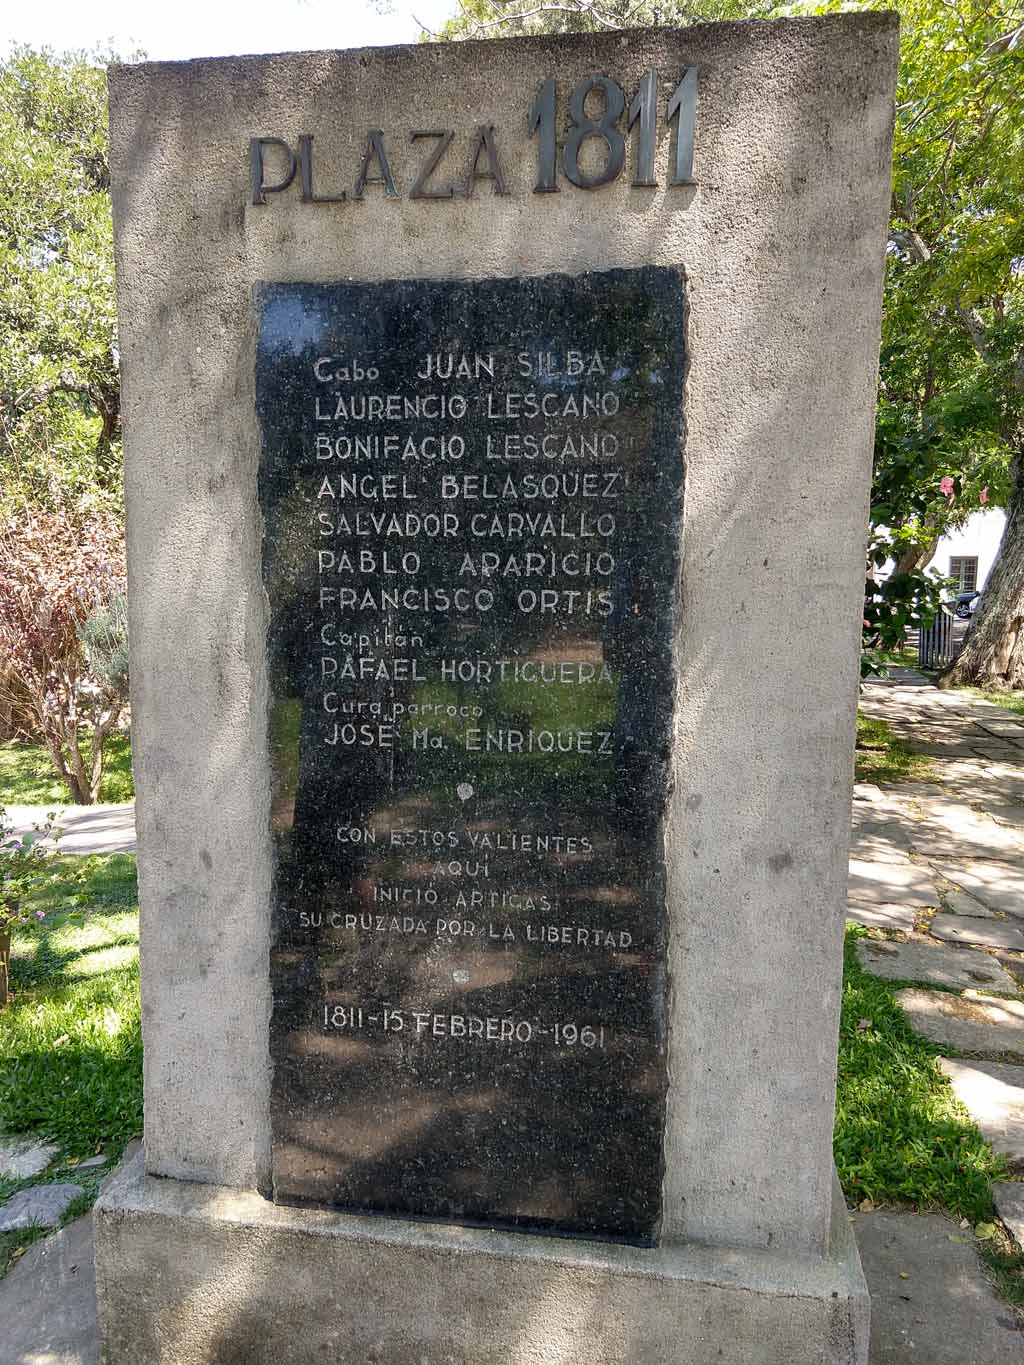 PLAZA 1811
Cabo JUAN SILBA
LAURENCIO LESCANO
BONIFACIO LESCANO
ANGEL BELASQUEZ
SALVADOR CARVALLO
PABLO APARICIO
FRANCISCO ORTIS
Capitán
RAFAEL HORTIGUERA
Cura parroco
JOSÉ Ma. ENRIQUEZ
CON ESTOS VALIENTES
AQUI
INICIÓ ARTIGAS
SU CRUZADA POR LA LIBERTAD
1811-15 FEBRERO-1961